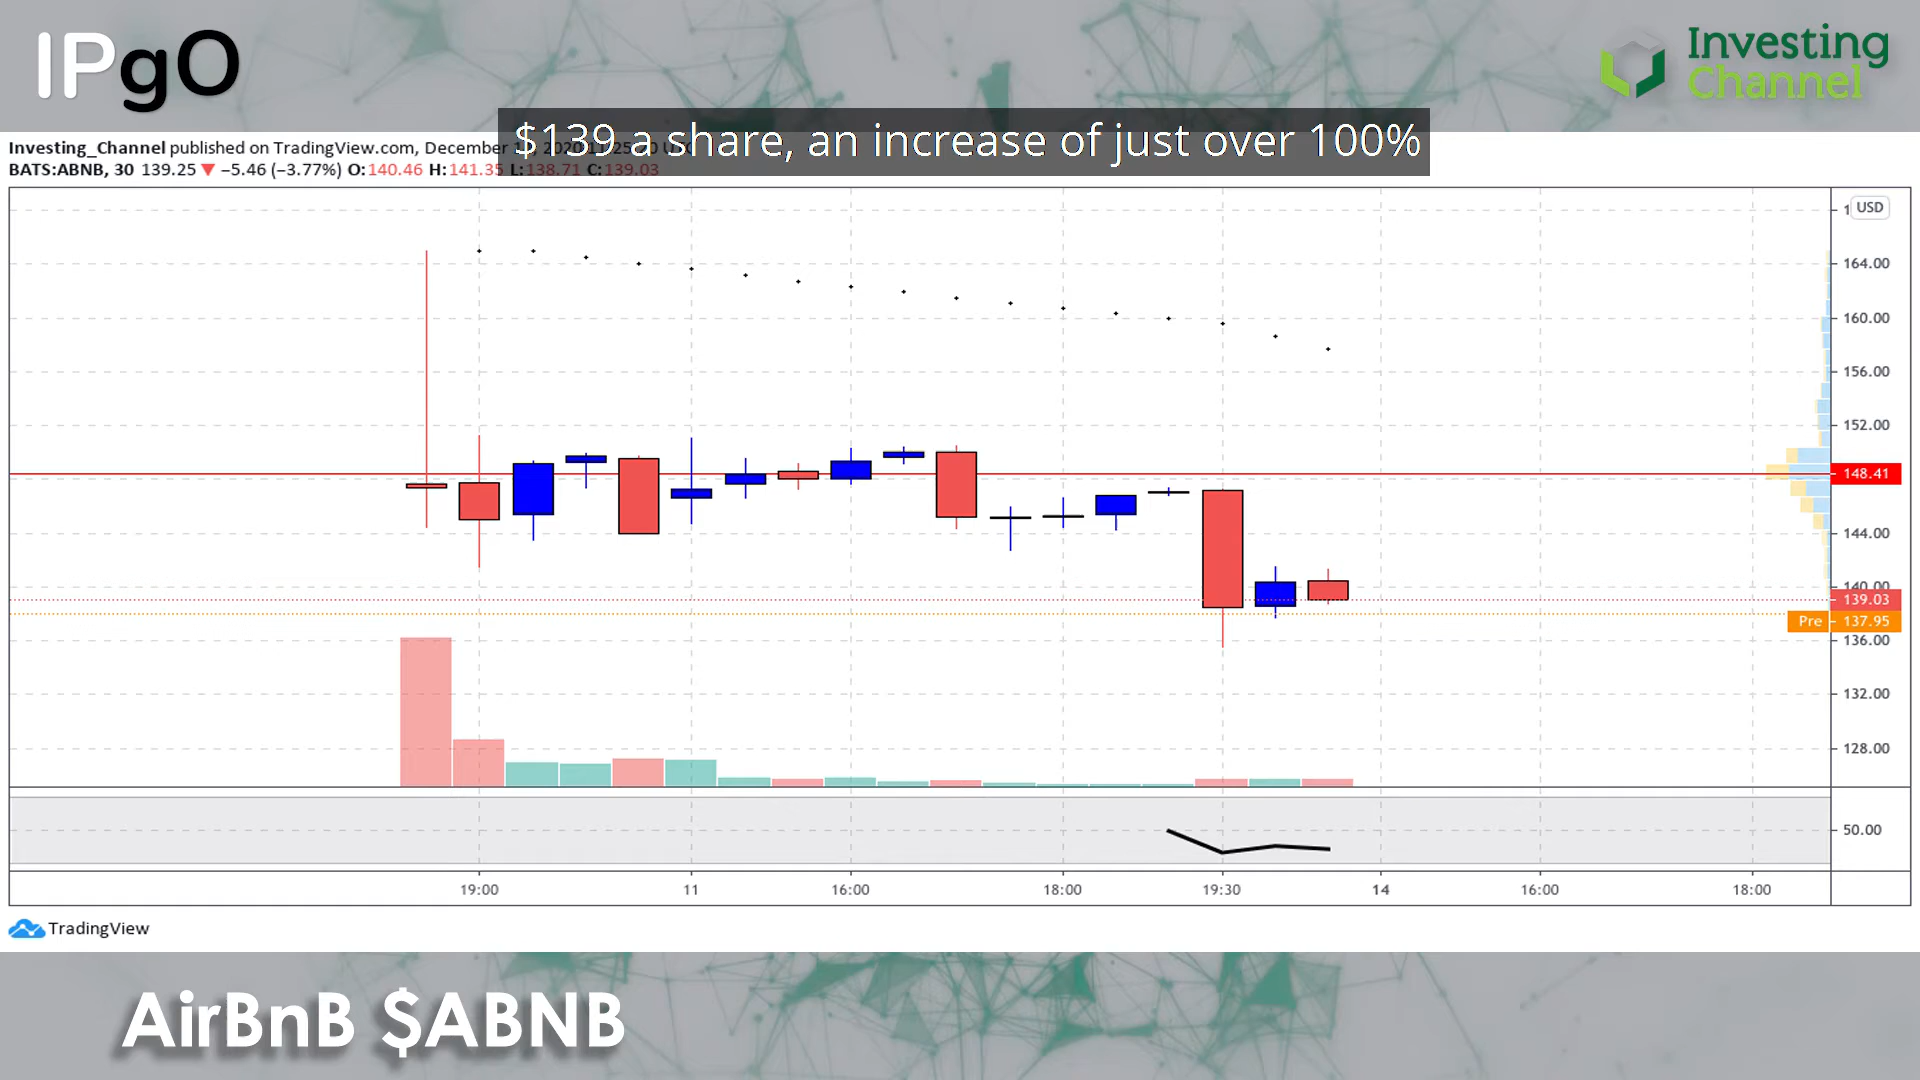 IPgO
Investing
Channel
$139 a share, an increase of just over 100%
Investing_Channel published on TradingView.com, December
BATS:ABNB, 30 139.25 ▼ −5.46 (−3.77%) O:140.46 H:141.35 L:138.71 C:139.03
USD
164.00
160.00
156.00
152.00
148.41
144.00
140.00
139.03
Pre 137.95
136.00
132.00
128.00
50.00
19:00 11 16:00 18:00 19:30 14 16:00 18:00
TradingView
AirBnB $ABNB